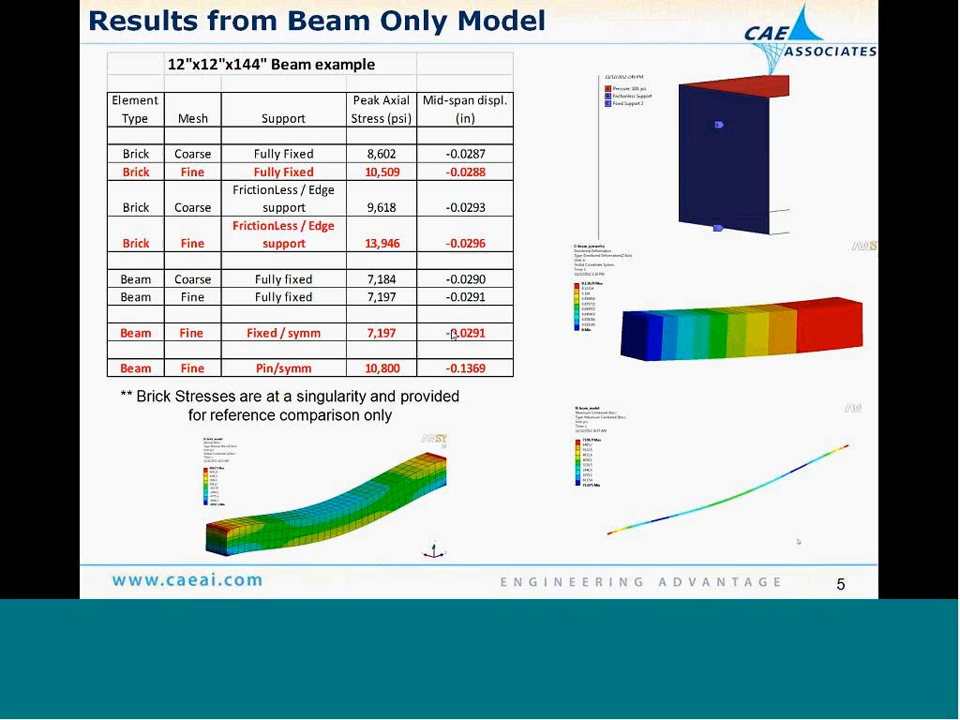 Results from Beam Only Model
CAE
ASSOCIATES
12"x12"x144" Beam example
Element Type Mesh Support Peak Axial Stress (psi) Mid-span displ. (in)
Brick Coarse Fully Fixed 8,602 -0.0287
Brick Fine Fully Fixed 10,509 -0.0288
Brick Coarse FrictionLess / Edge support 9,618 -0.0293
Brick Fine FrictionLess / Edge support 13,946 -0.0296
Beam Coarse Fully fixed 7,184 -0.0290
Beam Fine Fully fixed 7,197 -0.0291
Beam Fine Fixed / symm 7,197 -0.0291
Beam Fine Pin/symm 10,800 -0.1369
** Brick Stresses are at a singularity and provided
for reference comparison only
www.caeai.com
ENGINEERING ADVANTAGE
5